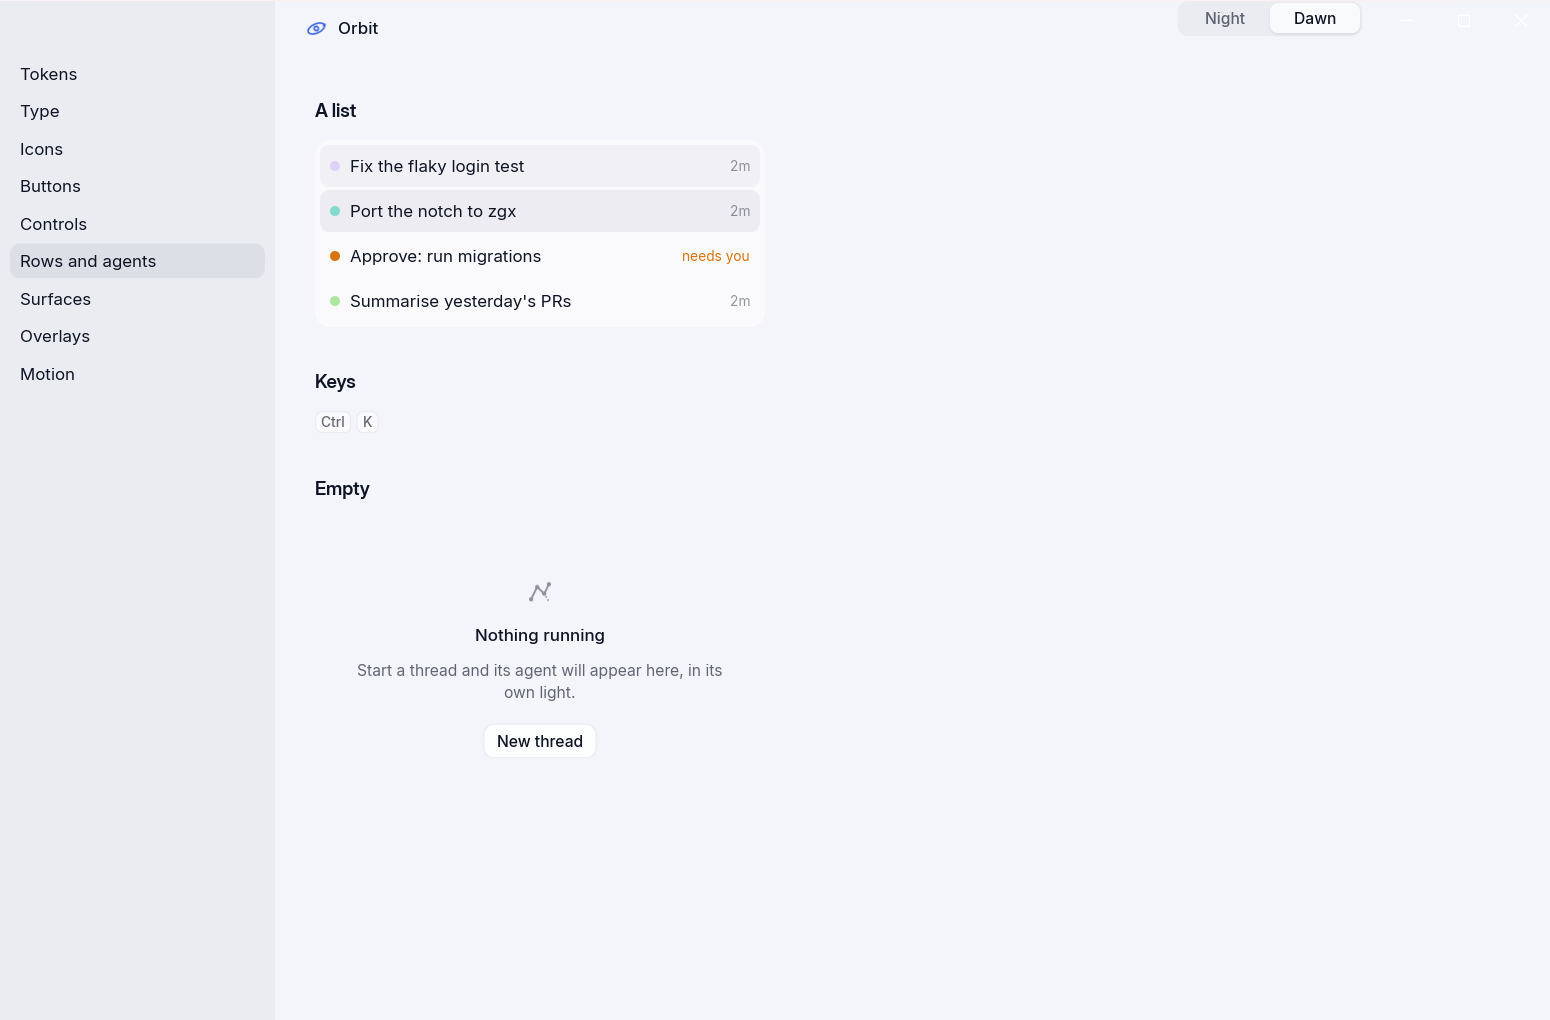 Orbit
Night
Dawn
Tokens
Type
Icons
Buttons
Controls
Rows and agents
Surfaces
Overlays
Motion
A list
Fix the flaky login test 2m
Port the notch to zgx 2m
Approve: run migrations needs you
Summarise yesterday's PRs 2m
Keys
Ctrl K
Empty
Nothing running
Start a thread and its agent will appear here, in its
own light.
New thread